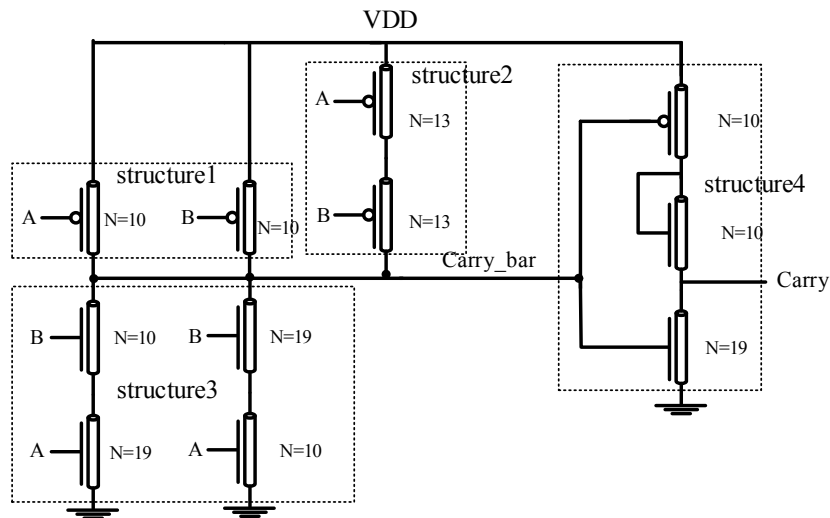 VDD
structure2
A
N=13
N=10
structure1
structure4
A
N=10
B
N=10
B
N=13
N=10
Carry_bar
Carry
B
N=10
B
N=19
N=19
structure3
A
N=19
A
N=10